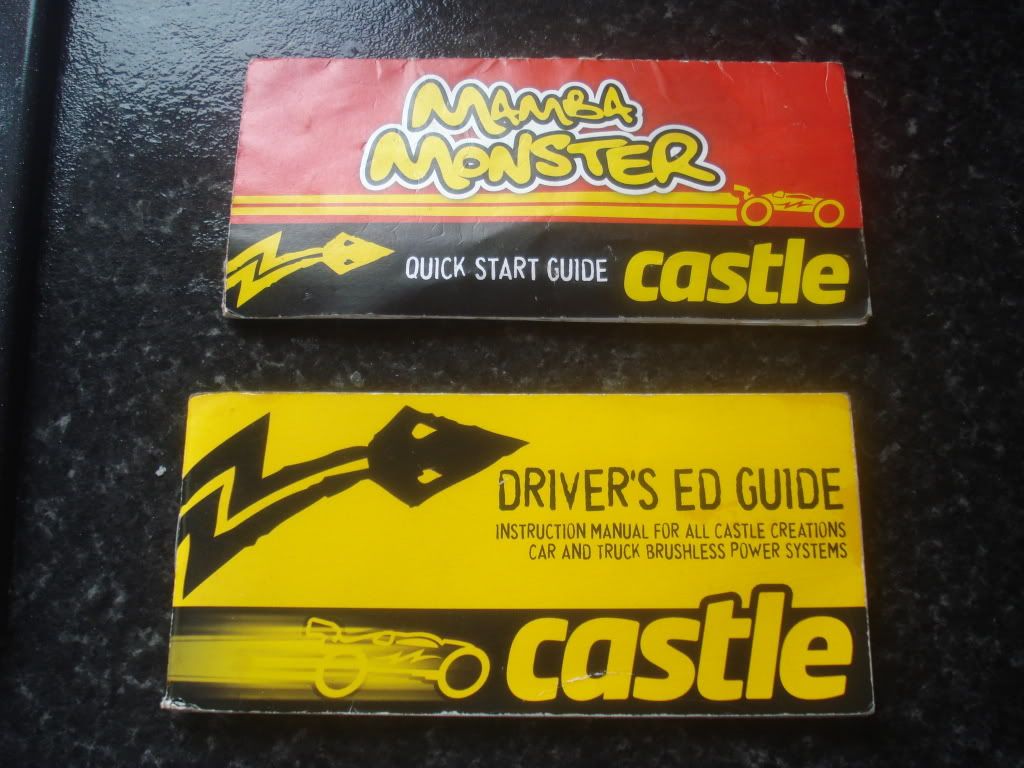 MAMBA
MONSTER
QUICK START GUIDE
castle
DRIVER'S ED GUIDE
INSTRUCTION MANUAL FOR ALL CASTLE CREATIONS
CAR AND TRUCK BRUSHLESS POWER SYSTEMS
castle